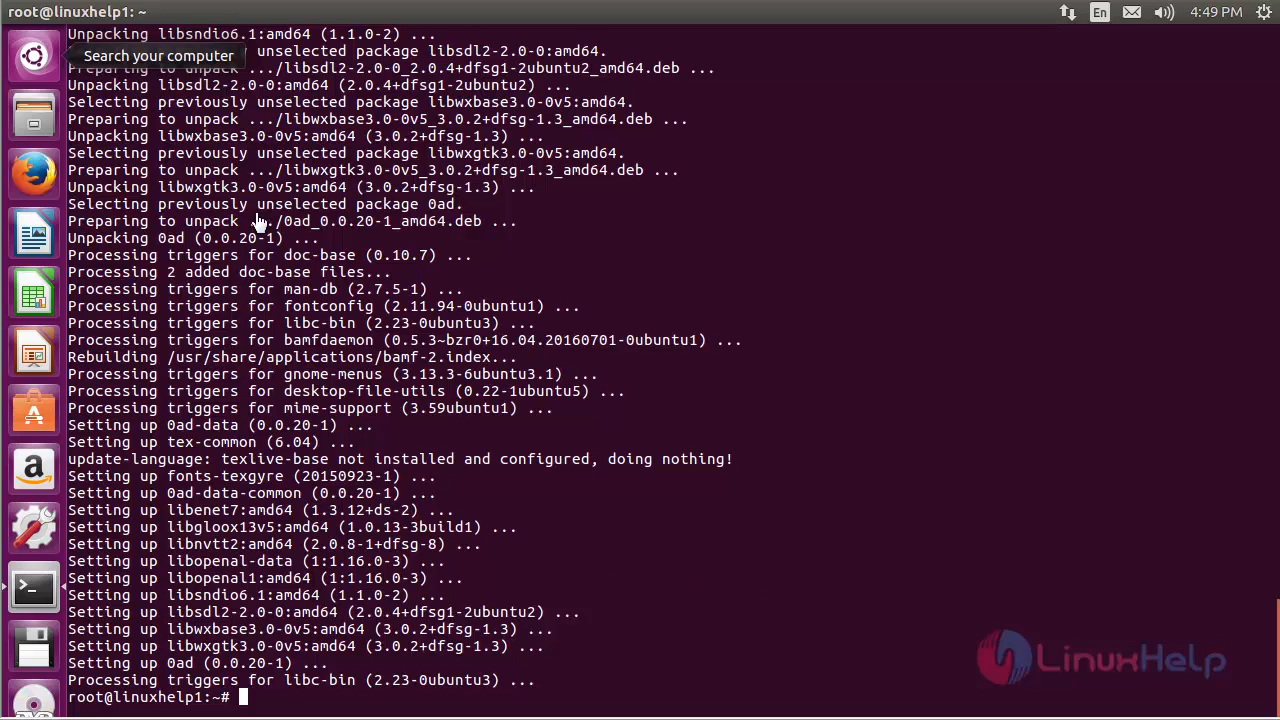 root@linuxhelp1: ~
En
4:49 PM
Unpacking libsndio6.1:amd64 (1.1.0-2) ...
Search your computer
y unselected package libsdl2-2.0-0:amd64.
Preparing to unpack .../libsdl2-2.0-0_2.0.4+dfsg1-2ubuntu2_amd64.deb ...
Unpacking libsdl2-2.0-0:amd64 (2.0.4+dfsg1-2ubuntu2) ...
Selecting previously unselected package libwxbase3.0-0v5:amd64.
Preparing to unpack .../libwxbase3.0-0v5_3.0.2+dfsg-1.3_amd64.deb ...
Unpacking libwxbase3.0-0v5:amd64 (3.0.2+dfsg-1.3) ...
Selecting previously unselected package libwxgtk3.0-0v5:amd64.
Preparing to unpack .../libwxgtk3.0-0v5_3.0.2+dfsg-1.3_amd64.deb ...
Unpacking libwxgtk3.0-0v5:amd64 (3.0.2+dfsg-1.3) ...
Selecting previously unselected package 0ad.
Preparing to unpack .../0ad_0.0.20-1_amd64.deb ...
Unpacking 0ad (0.0.20-1) ...
Processing triggers for doc-base (0.10.7) ...
Processing 2 added doc-base files...
Processing triggers for man-db (2.7.5-1) ...
Processing triggers for fontconfig (2.11.94-0ubuntu1) ...
Processing triggers for libc-bin (2.23-0ubuntu3) ...
Processing triggers for bamfdaemon (0.5.3~bzr0+16.04.20160701-0ubuntu1) ...
Rebuilding /usr/share/applications/bamf-2.index...
Processing triggers for gnome-menus (3.13.3-6ubuntu3.1) ...
Processing triggers for desktop-file-utils (0.22-1ubuntu5) ...
Processing triggers for mime-support (3.59ubuntu1) ...
Setting up 0ad-data (0.0.20-1) ...
Setting up tex-common (6.04) ...
update-language: texlive-base not installed and configured, doing nothing!
Setting up fonts-texgyre (20150923-1) ...
Setting up 0ad-data-common (0.0.20-1) ...
Setting up libenet7:amd64 (1.3.12+ds-2) ...
Setting up libgloox13v5:amd64 (1.0.13-3build1) ...
Setting up libnvtt2:amd64 (2.0.8-1+dfsg-8) ...
Setting up libopenal-data (1:1.16.0-3) ...
Setting up libopenal1:amd64 (1:1.16.0-3) ...
Setting up libsndio6.1:amd64 (1.1.0-2) ...
Setting up libsdl2-2.0-0:amd64 (2.0.4+dfsg1-2ubuntu2) ...
Setting up libwxbase3.0-0v5:amd64 (3.0.2+dfsg-1.3) ...
Setting up libwxgtk3.0-0v5:amd64 (3.0.2+dfsg-1.3) ...
Setting up 0ad (0.0.20-1) ...
Processing triggers for libc-bin (2.23-0ubuntu3) ...
root@linuxhelp1:~#
LinuxHelp